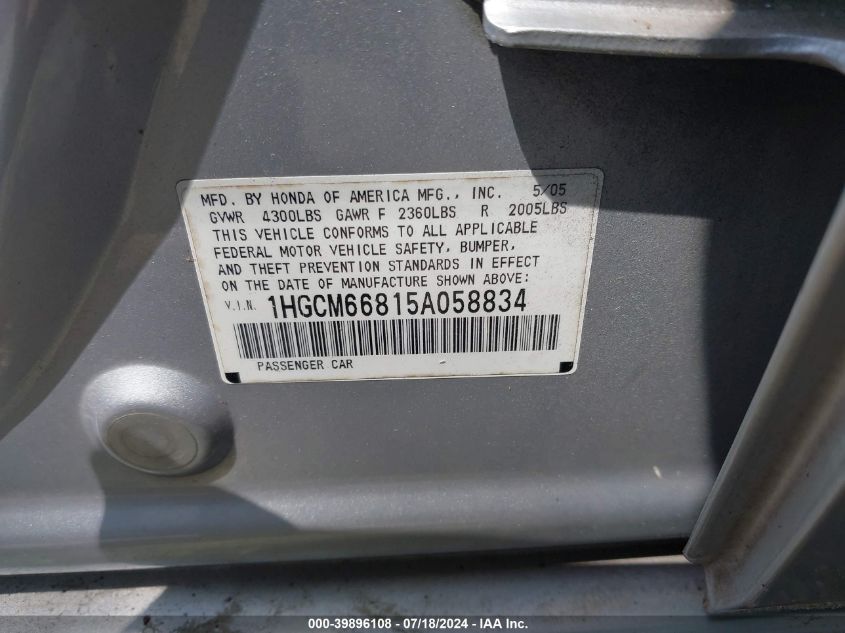 MFD. BY HONDA OF AMERICA MFG., INC. 5/05
GVWR 4300LBS GAWR F 2360LBS R 2005LBS
THIS VEHICLE CONFORMS TO ALL APPLICABLE
FEDERAL MOTOR VEHICLE SAFETY, BUMPER,
AND THEFT PREVENTION STANDARDS IN EFFECT
ON THE DATE OF MANUFACTURE SHOWN ABOVE:
V.I.N. 1HGCM66815A058834
PASSENGER CAR
000-39896108 - 07/18/2024 - IAA Inc.